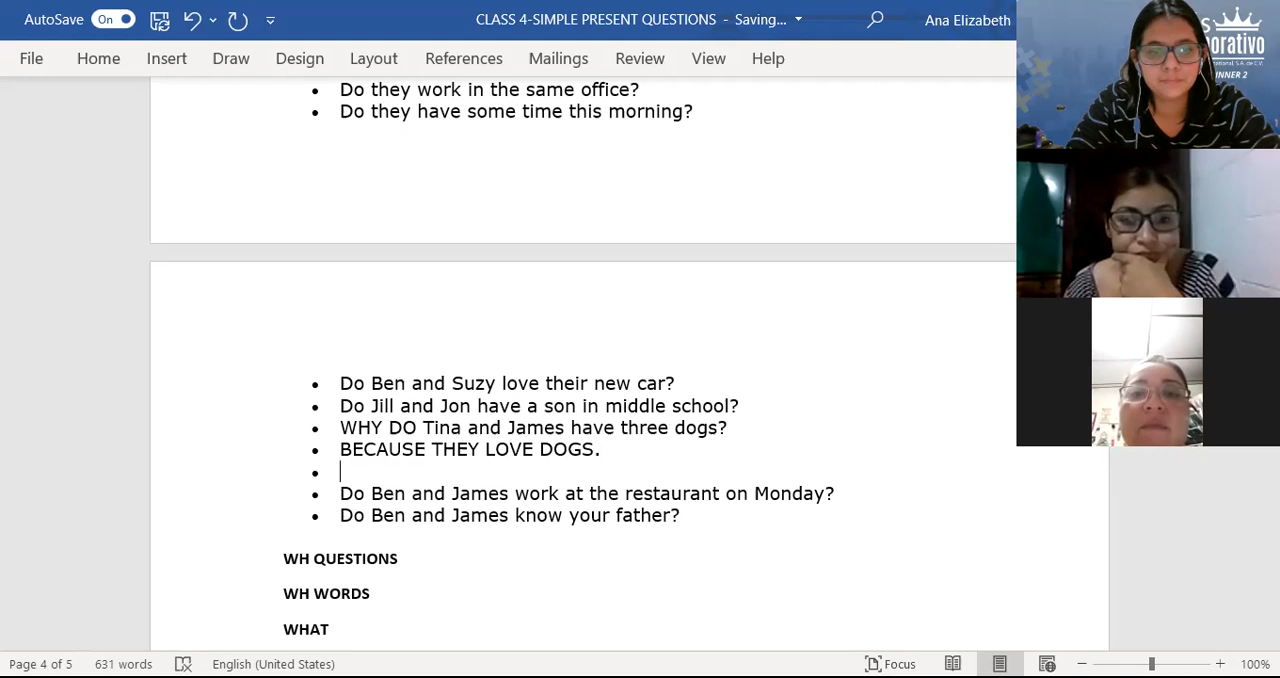 AutoSave On CLASS 4-SIMPLE PRESENT QUESTIONS - Saving... Ana Elizabeth
File Home Insert Draw Design Layout References Mailings Review View Help
orativo
INNER 2
• Do they work in the same office?
• Do they have some time this morning?
• Do Ben and Suzy love their new car?
• Do Jill and Jon have a son in middle school?
• WHY DO Tina and James have three dogs?
• BECAUSE THEY LOVE DOGS.
•
• Do Ben and James work at the restaurant on Monday?
• Do Ben and James know your father?
WH QUESTIONS
WH WORDS
WHAT
Page 4 of 5 631 words English (United States) Focus 100%